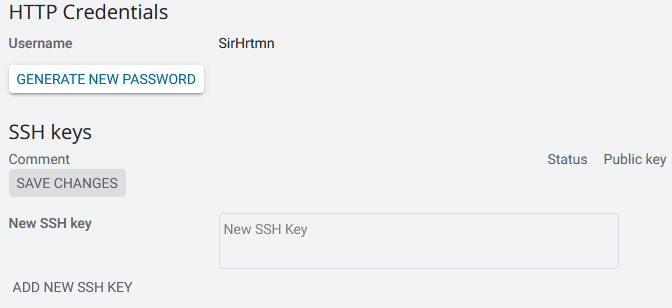 HTTP Credentials
Username SirHrtmn
GENERATE NEW PASSWORD
SSH keys
Comment Status Public key
SAVE CHANGES
New SSH key New SSH Key
ADD NEW SSH KEY